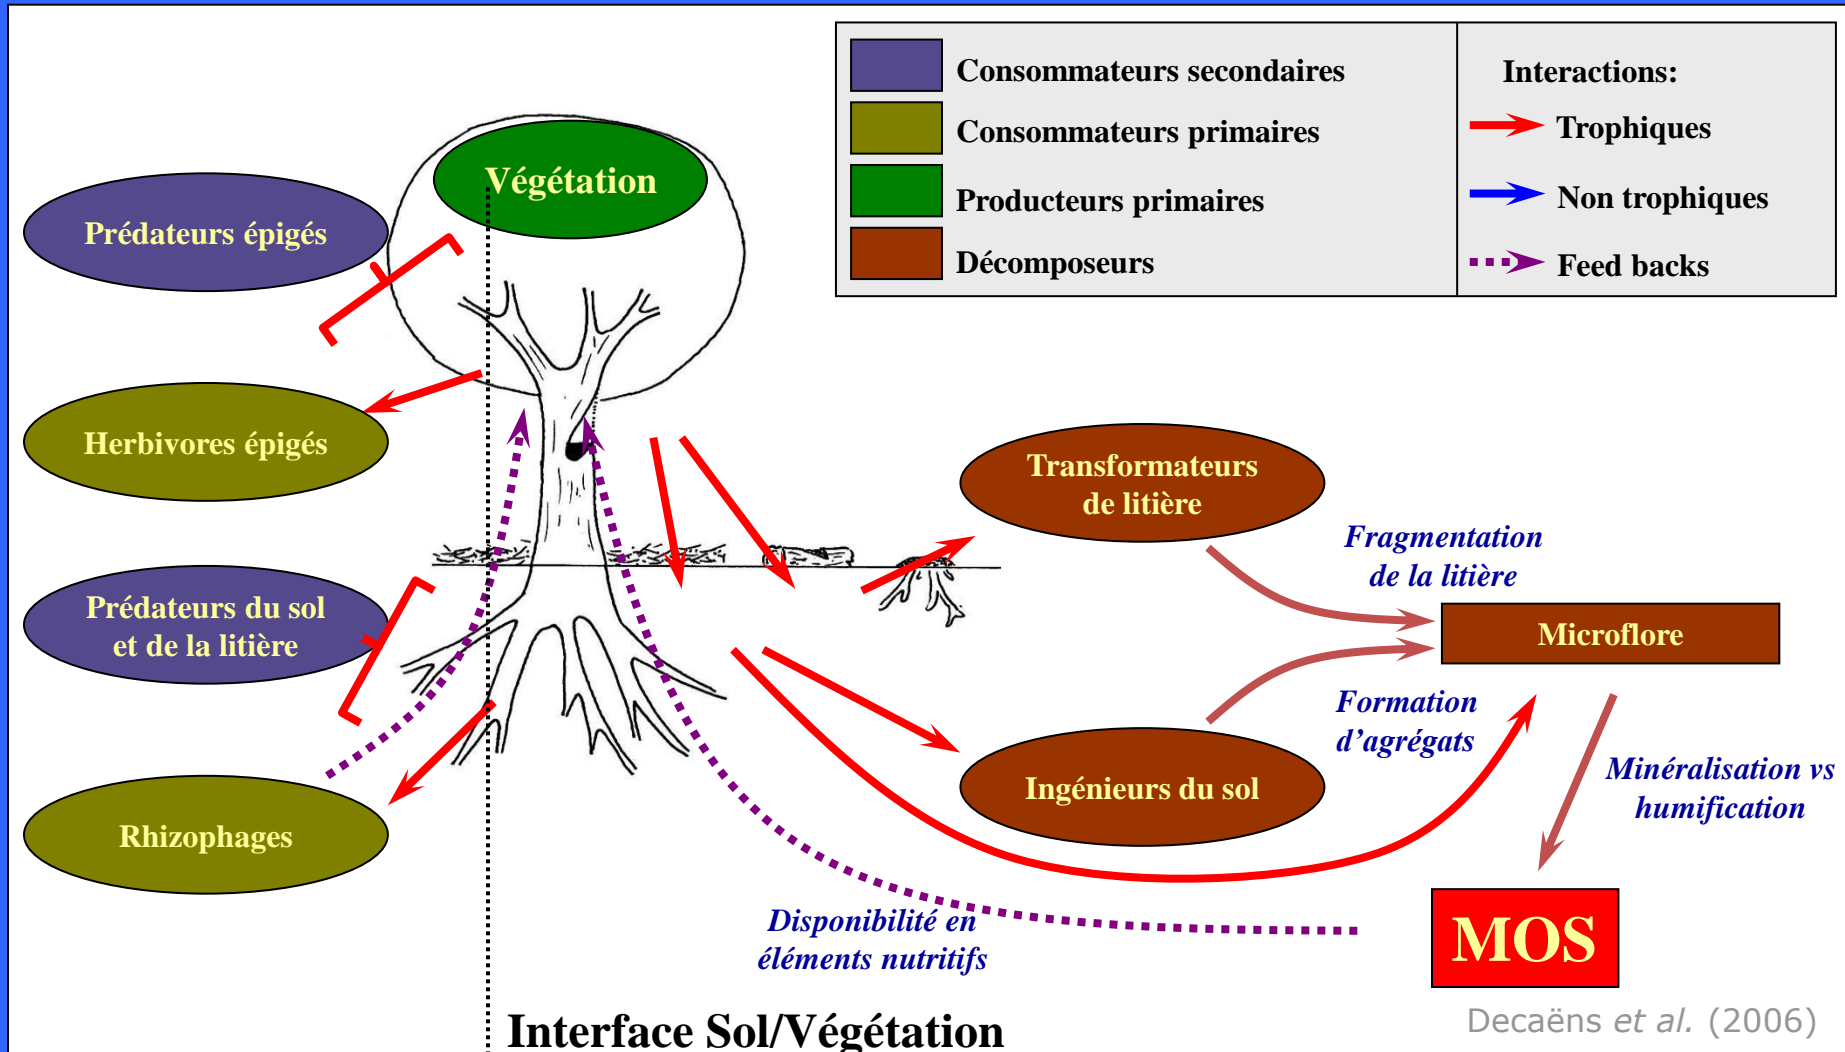 Consommateurs secondaires
Consommateurs primaires
Producteurs primaires
Décomposeurs
Interactions:
Trophiques
Non trophiques
Feed backs
Végétation
Prédateurs épigés
Herbivores épigés
Prédateurs du sol
et de la litière
Rhizophages
Transformateurs
de litière
Fragmentation
de la litière
Microflore
Formation
d’agrégats
Ingénieurs du sol
Minéralisation vs
humification
Disponibilité en
éléments nutritifs
MOS
Interface Sol/Végétation
Decaëns et al. (2006)